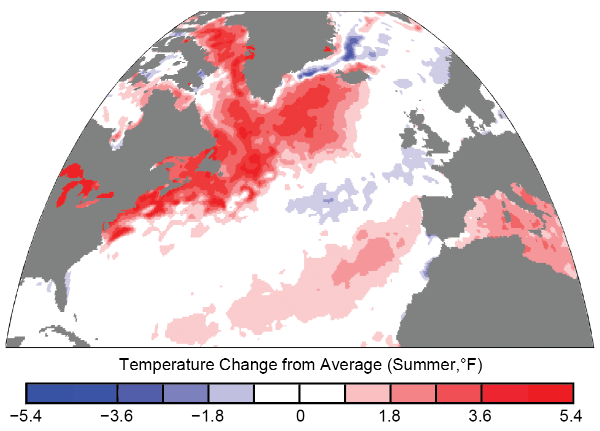 Temperature Change from Average (Summer,°F)
−5.4 −3.6 −1.8 0 1.8 3.6 5.4